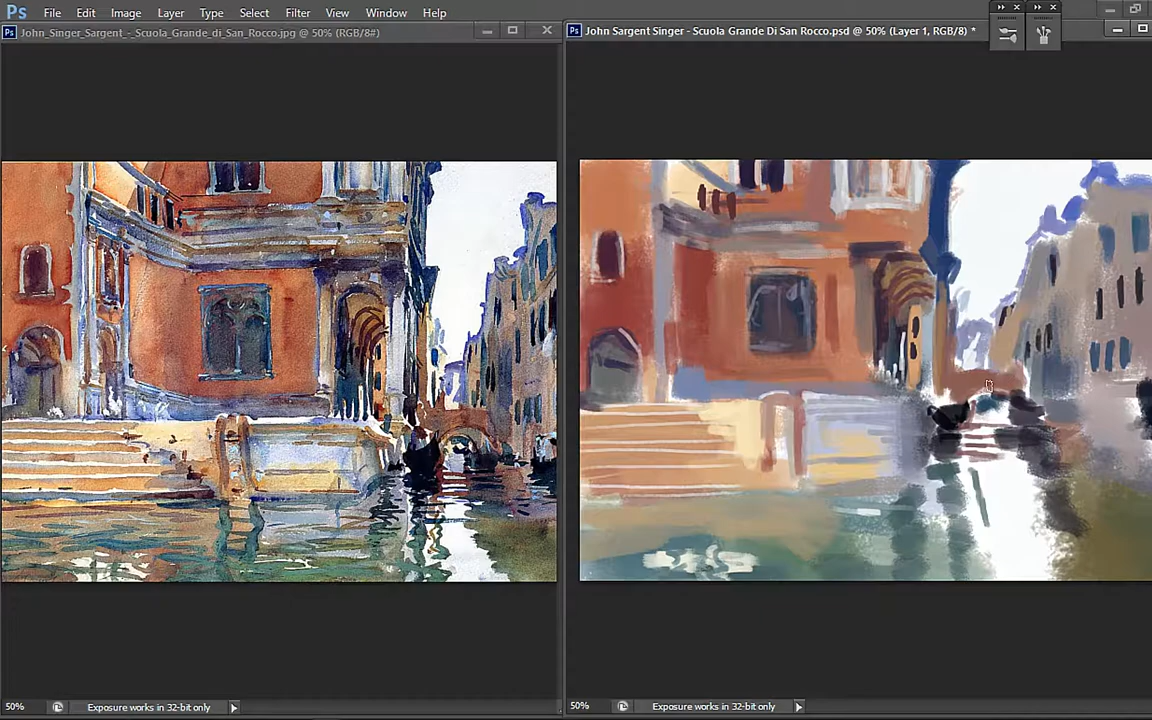 Ps File Edit Image Layer Type Select Filter View Window Help
Ps John_Singer_Sargent_-_Scuola_Grande_di_San_Rocco.jpg @ 50% (RGB/8#)
Ps John Sargent Singer - Scuola Grande Di San Rocco.psd @ 50% (Layer 1, RGB/8) *
50% Exposure works in 32-bit only
50% Exposure works in 32-bit only